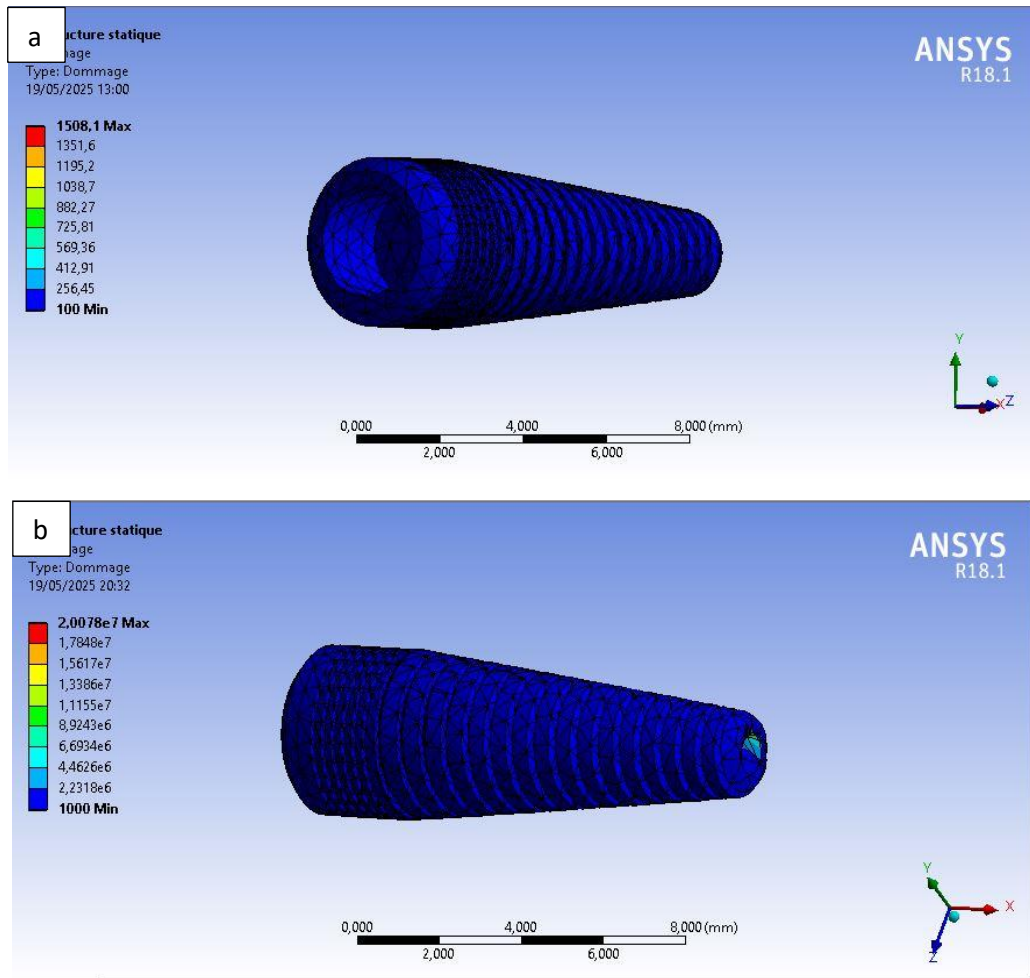 a
ucture statique
age
Type: Dommage
19/05/2025 13:00
1508,1 Max
1351,6
1195,2
1038,7
882,27
725,81
569,36
412,91
256,45
100 Min
ANSYS
R18.1
Y
X
Z
0,000
4,000
8,000 (mm)
2,000
6,000
b
ucture statique
age
Type: Dommage
19/05/2025 20:32
2,0078e7 Max
1,7848e7
1,5617e7
1,3386e7
1,1155e7
8,9243e6
6,6934e6
4,4626e6
2,2318e6
1000 Min
ANSYS
R18.1
Y
X
Z
0,000
4,000
8,000 (mm)
2,000
6,000